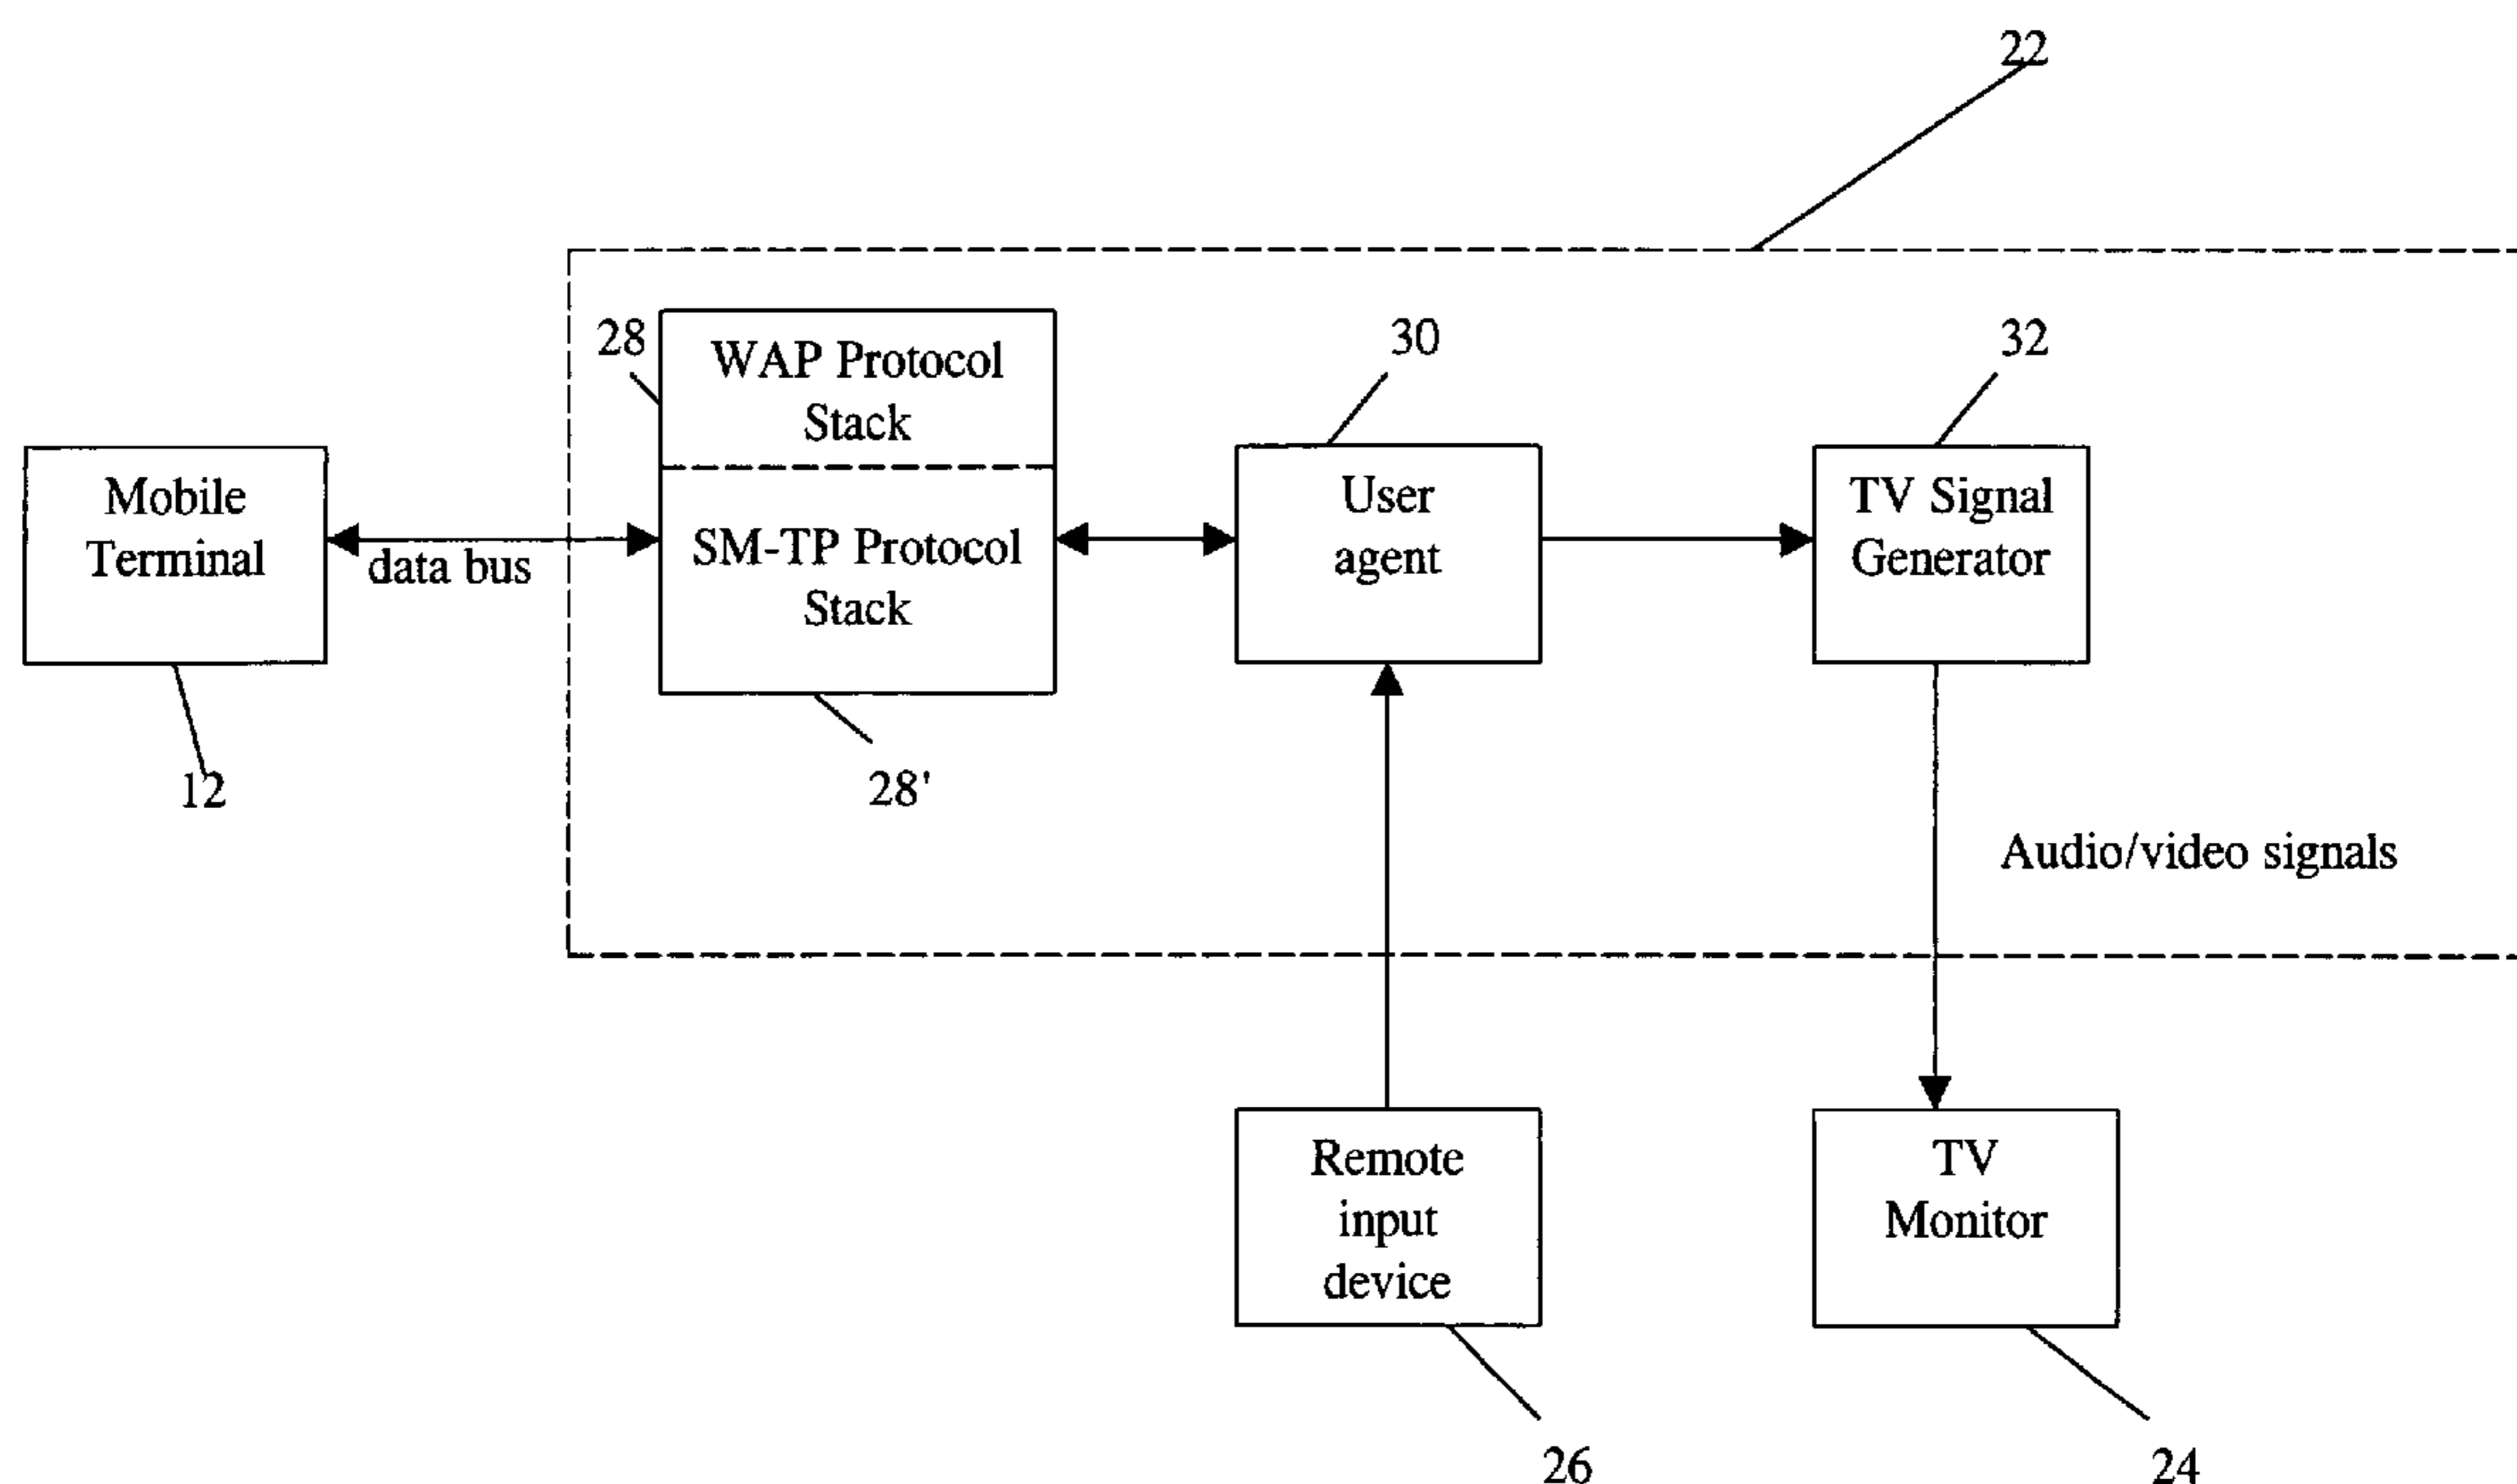 22
28
WAP Protocol
Stack
30
32
Mobile
Terminal
data bus
SM-TP Protocol
Stack
User
agent
TV Signal
Generator
12
28'
Audio/video signals
Remote
input
device
TV
Monitor
26
24